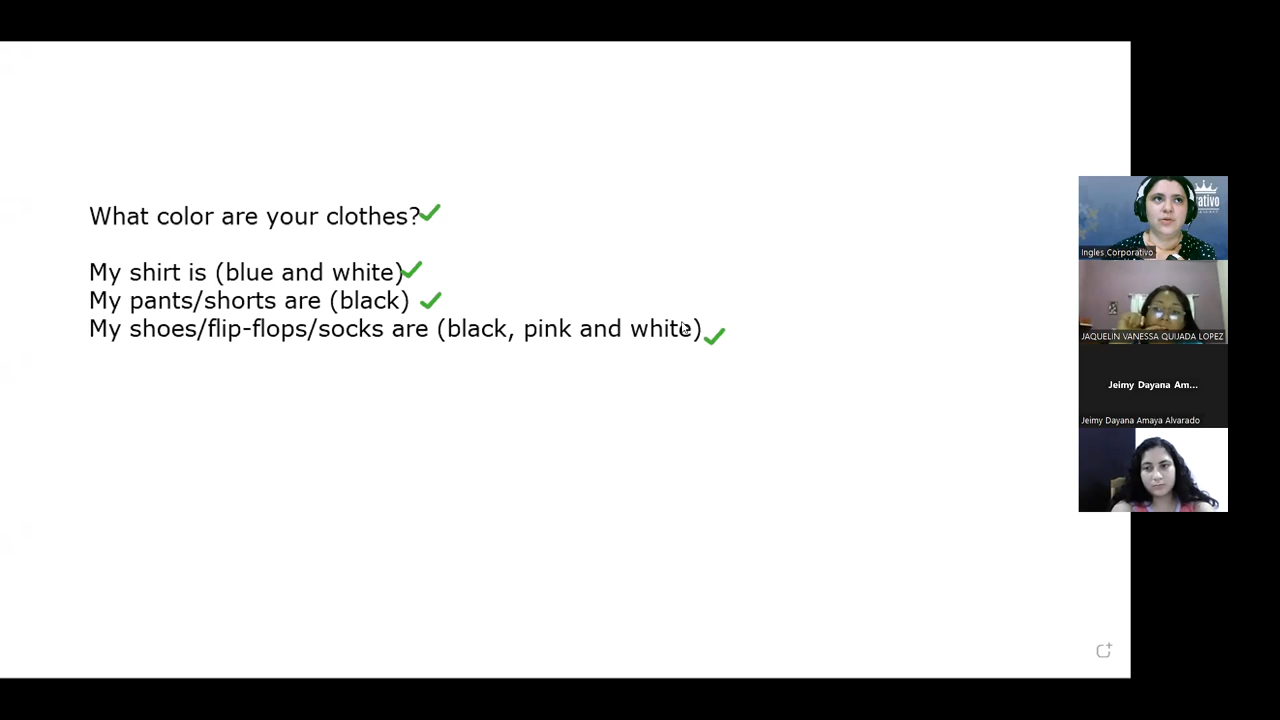 What color are your clothes?
My shirt is (blue and white)
My pants/shorts are (black)
My shoes/flip-flops/socks are (black, pink and white)
ativo
Ingles Corporativo
JAQUELIN VANESSA QUIJADA LOPEZ
Jeimy Dayana Am...
Jeimy Dayana Amaya Alvarado